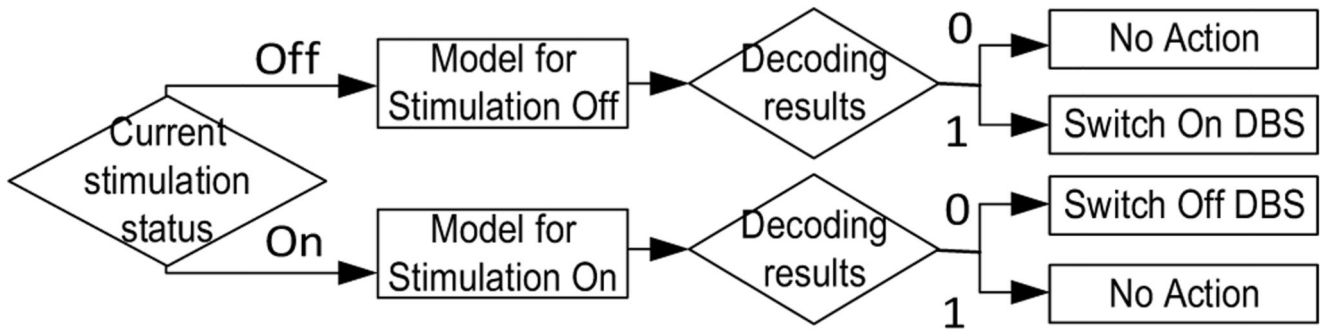 Off
Model for
Stimulation Off
Decoding
results
0
No Action
1
Switch On DBS
Current
stimulation
status
On
Model for
Stimulation On
Decoding
results
0
Switch Off DBS
1
No Action